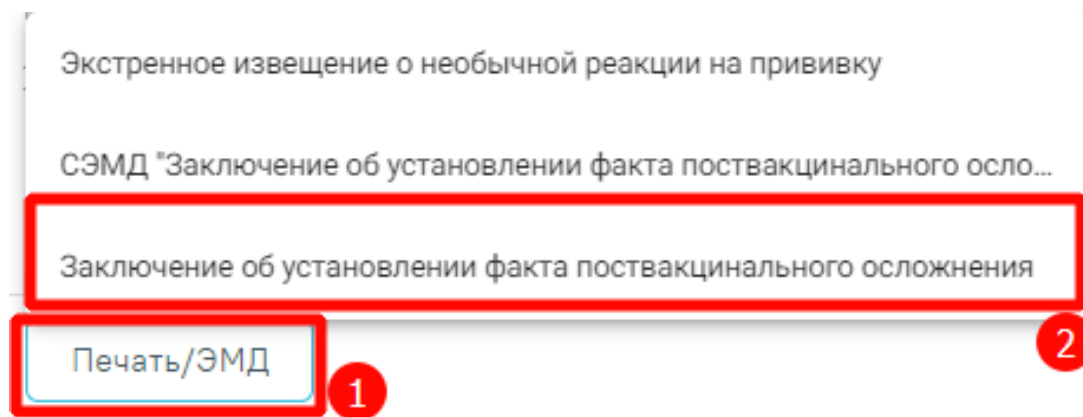 Экстренное извещение о необычной реакции на прививку
СЭМД "Заключение об установлении факта поствакцинального осло...
Заключение об установлении факта поствакцинального осложнения
2
Печать/ЭМД
1